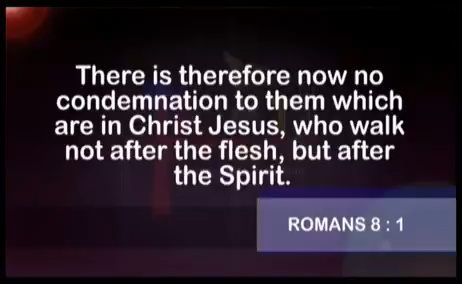 There is therefore now no
condemnation to them which
are in Christ Jesus, who walk
not after the flesh, but after
the Spirit.
ROMANS 8 : 1